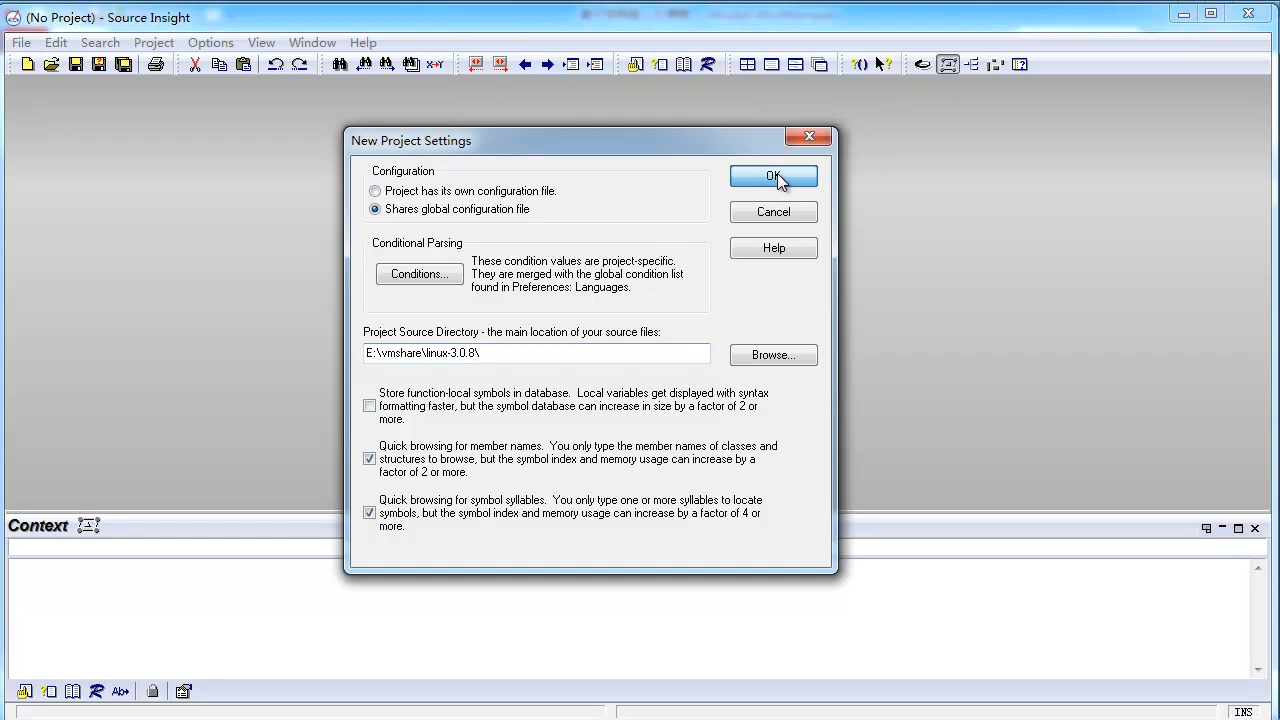 (No Project) - Source Insight
File Edit Search Project Options View Window Help
New Project Settings
Configuration
Project has its own configuration file.
Shares global configuration file
OK
Cancel
Help
Conditional Parsing
Conditions...
These condition values are project-specific.
They are merged with the global condition list
found in Preferences: Languages.
Project Source Directory - the main location of your source files:
E:\vmshare\linux-3.0.8\
Browse...
Store function-local symbols in database. Local variables get displayed with syntax
formatting faster, but the symbol database can increase in size by a factor of 2 or
more.
Quick browsing for member names. You only type the member names of classes and
structures to browse, but the symbol index and memory usage can increase by a
factor of 2 or more.
Quick browsing for symbol syllables. You only type one or more syllables to locate
symbols, but the symbol index and memory usage can increase by a factor of 4 or
more.
Context
INS